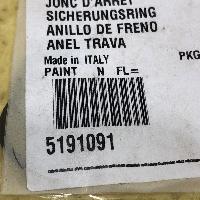 JONC D'ARRET
SICHERUNGSRING
ANILLO DE FRENO
ANEL TRAVA
Made in ITALY
PKG
PAINT N FL=
5191091